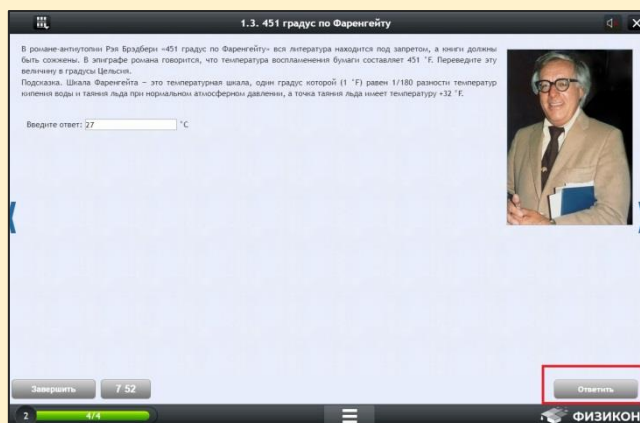 1.3. 451 градус по Фаренгейту
В романе-антиутопии Рэя Брэдбери «451 градус по Фаренгейту» вся литература находится под запретом, а книги должны
быть сожжены. В эпиграфе романа говорится, что температура воспламенения бумаги составляет 451 °F. Переведите эту
величину в градусы Цельсия.
Подсказка. Шкала Фаренгейта – это температурная шкала, один градус которой (1 °F) равен 1/180 разности температур
кипения воды и таяния льда при нормальном атмосферном давлении, а точка таяния льда имеет температуру +32 °F.
Введите ответ: 27 °C
Завершить 7 52 Ответить
2 4/4 ФИЗИКОН